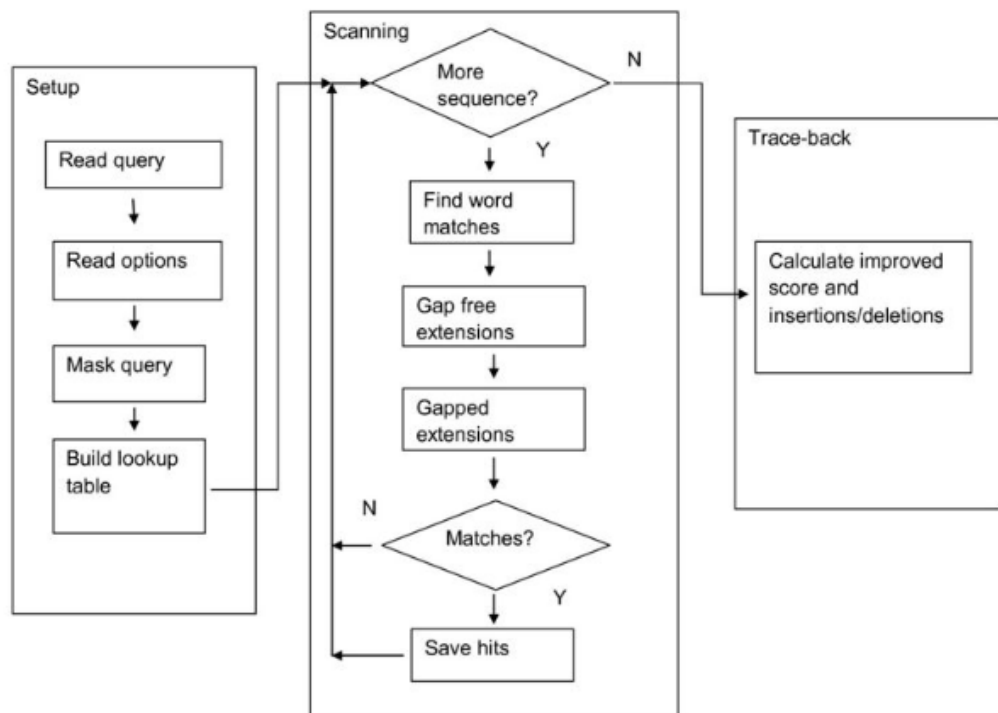 Setup
Read query
Read options
Mask query
Build lookup
table
Scanning
More
sequence?
N
Y
Find word
matches
Gap free
extensions
Gapped
extensions
N
Matches?
Y
Save hits
Trace-back
Calculate improved
score and
insertions/deletions